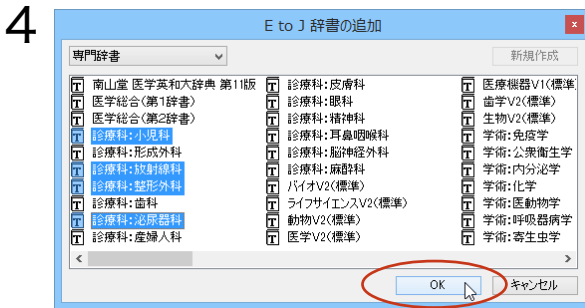 4
E to J 辞書の追加
x
専門辞書
新規作成
南山堂 医学英和大辞典 第11版
医学総合(第1辞書)
医学総合(第2辞書)
診療科:小児科
診療科:形成外科
診療科:放射線科
診療科:整形外科
診療科:歯科
診療科:泌尿器科
診療科:産婦人科
診療科:皮膚科
診療科:眼科
診療科:精神科
診療科:耳鼻咽喉科
診療科:脳神経外科
診療科:麻酔科
バイオV2(標準)
ライフサイエンスV2(標準)
動物V2(標準)
医学V2(標準)
医療機器V1(標準
歯学V2(標準)
生物V2(標準)
学術:免疫学
学術:公衆衛生学
学術:内分泌学
学術:化学
学術:医動物学
学術:呼吸器病学
学術:寄生虫学
OK
キャンセル